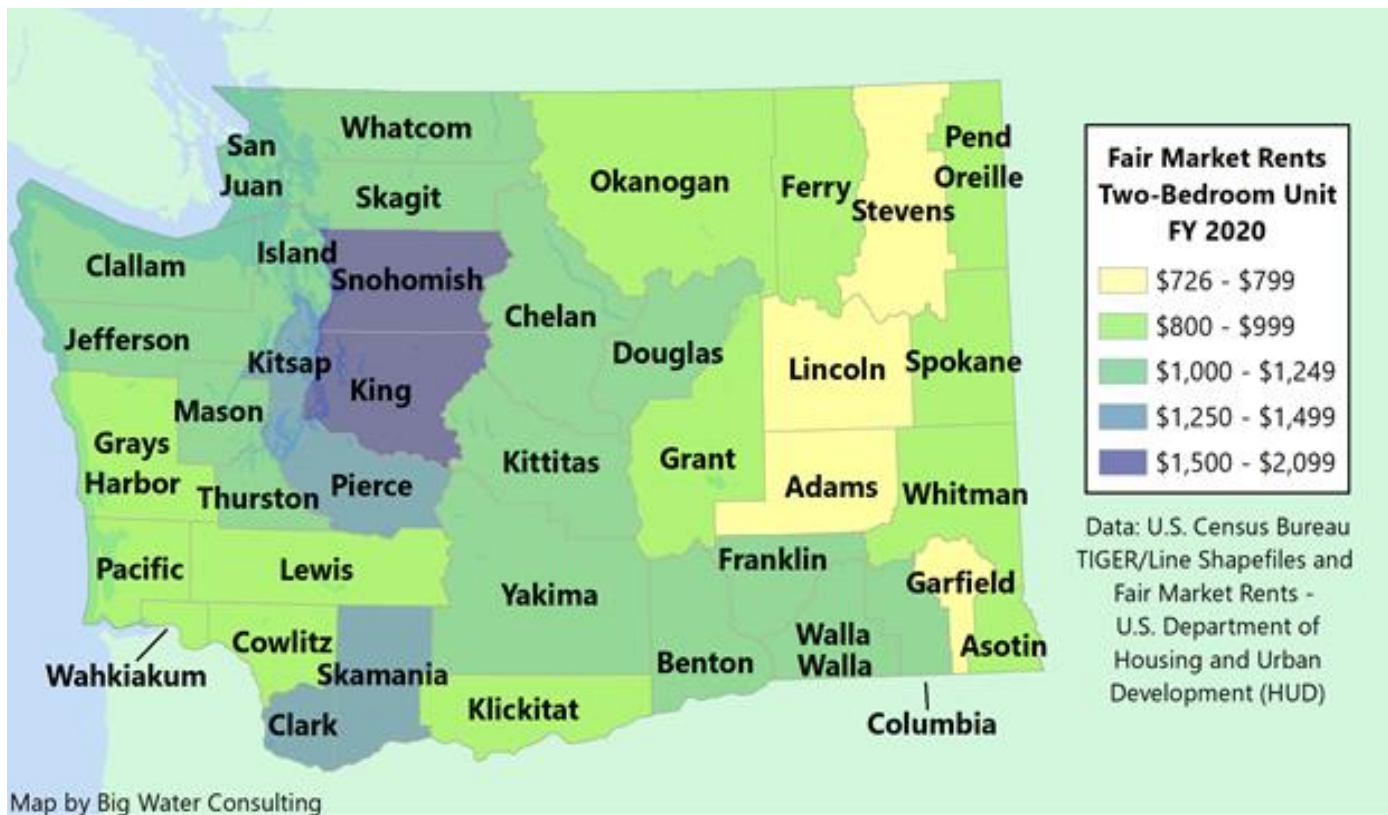 San
Juan
Whatcom
Skagit
Okanogan
Ferry
Stevens
Pend
Oreille
Clallam
Island
Snohomish
Jefferson
Kitsap
King
Chelan
Douglas
Lincoln
Spokane
Mason
Grays
Harbor
Thurston
Pierce
Kittitas
Grant
Adams
Whitman
Pacific
Lewis
Yakima
Franklin
Garfield
Wahkiakum
Cowlitz
Skamania
Clark
Klickitat
Benton
Walla
Walla
Columbia
Asotin
Fair Market Rents
Two-Bedroom Unit
FY 2020
$726 - $799
$800 - $999
$1,000 - $1,249
$1,250 - $1,499
$1,500 - $2,099
Data: U.S. Census Bureau
TIGER/Line Shapefiles and
Fair Market Rents -
U.S. Department of
Housing and Urban
Development (HUD)
Map by Big Water Consulting